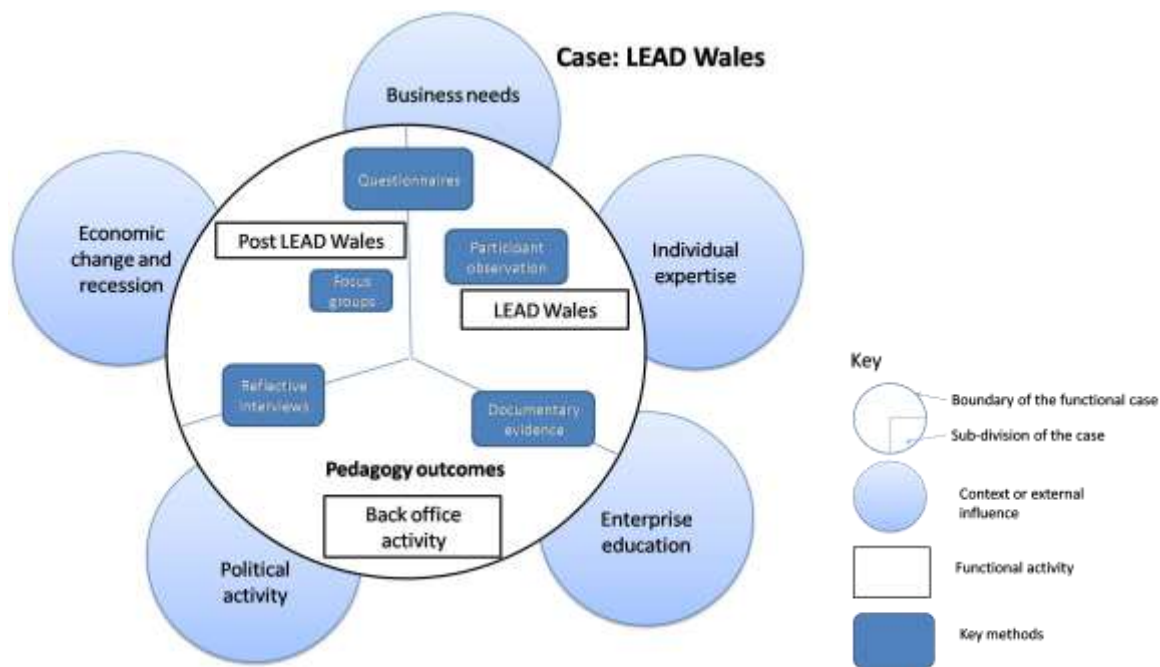 Case: LEAD Wales
Business needs
Questionnaires
Economic
change and
recession
Post LEAD Wales
Participant
observation
Individual
expertise
Focus
groups
LEAD Wales
Reflective
interviews
Documentary
evidence
Pedagogy outcomes
Back office
activity
Political
activity
Enterprise
education
Key
Boundary of the functional case
Sub-division of the case
Context or external
influence
Functional activity
Key methods